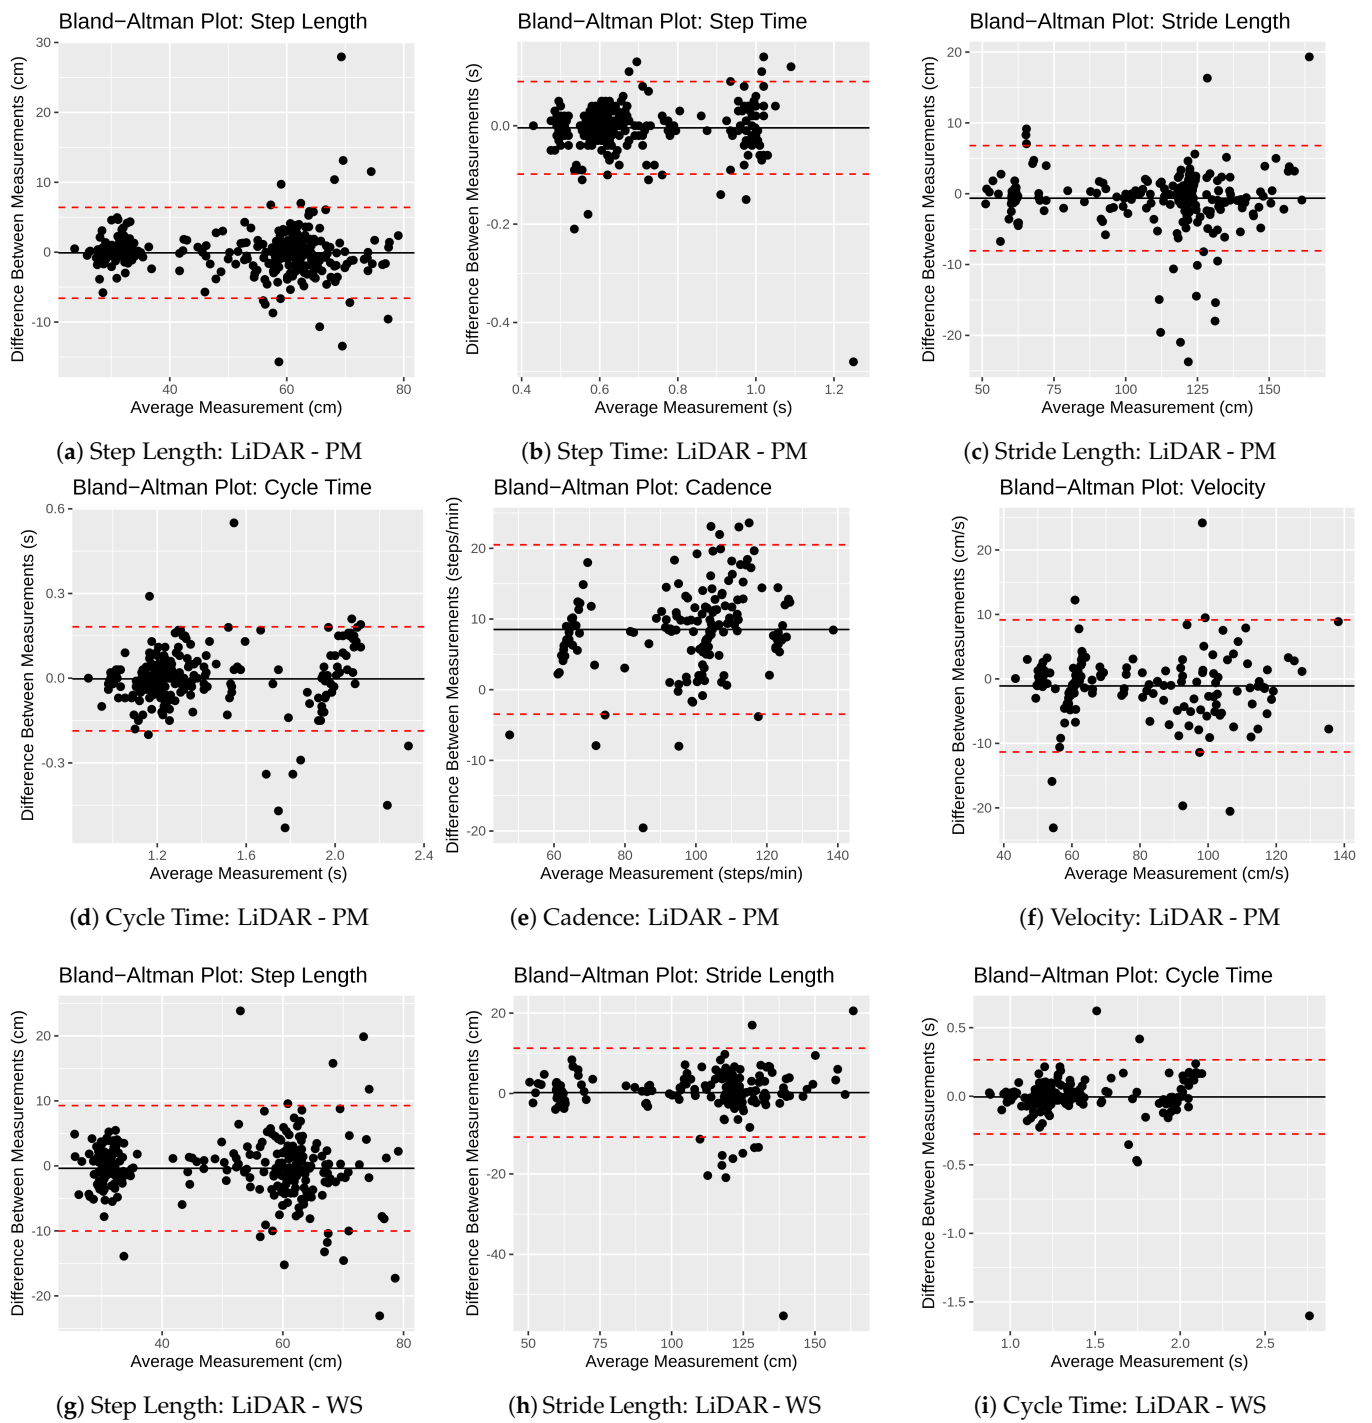 Bland−Altman Plot: Step Length
Difference Between Measurements (cm)
30
20
10
0
-10
40 60 80
Average Measurement (cm)
(a) Step Length: LiDAR - PM
Bland−Altman Plot: Step Time
Difference Between Measurements (s)
0.0
-0.2
-0.4
0.4 0.6 0.8 1.0 1.2
Average Measurement (s)
(b) Step Time: LiDAR - PM
Bland−Altman Plot: Stride Length
Difference Between Measurements (cm)
20
10
0
-10
-20
50 75 100 125 150
Average Measurement (cm)
(c) Stride Length: LiDAR - PM
Bland−Altman Plot: Cycle Time
Difference Between Measurements (s)
0.6
0.3
0.0
-0.3
1.2 1.6 2.0 2.4
Average Measurement (s)
(d) Cycle Time: LiDAR - PM
Bland−Altman Plot: Cadence
Difference Between Measurements (steps/min)
20
10
0
-10
-20
60 80 100 120 140
Average Measurement (steps/min)
(e) Cadence: LiDAR - PM
Bland−Altman Plot: Velocity
Difference Between Measurements (cm/s)
20
10
0
-10
-20
40 60 80 100 120 140
Average Measurement (cm/s)
(f) Velocity: LiDAR - PM
Bland−Altman Plot: Step Length
Difference Between Measurements (cm)
20
10
0
-10
-20
40 60 80
Average Measurement (cm)
(g) Step Length: LiDAR - WS
Bland−Altman Plot: Stride Length
Difference Between Measurements (cm)
20
0
-20
-40
50 75 100 125 150
Average Measurement (cm)
(h) Stride Length: LiDAR - WS
Bland−Altman Plot: Cycle Time
Difference Between Measurements (s)
0.5
0.0
-0.5
-1.0
-1.5
1.0 1.5 2.0 2.5
Average Measurement (s)
(i) Cycle Time: LiDAR - WS